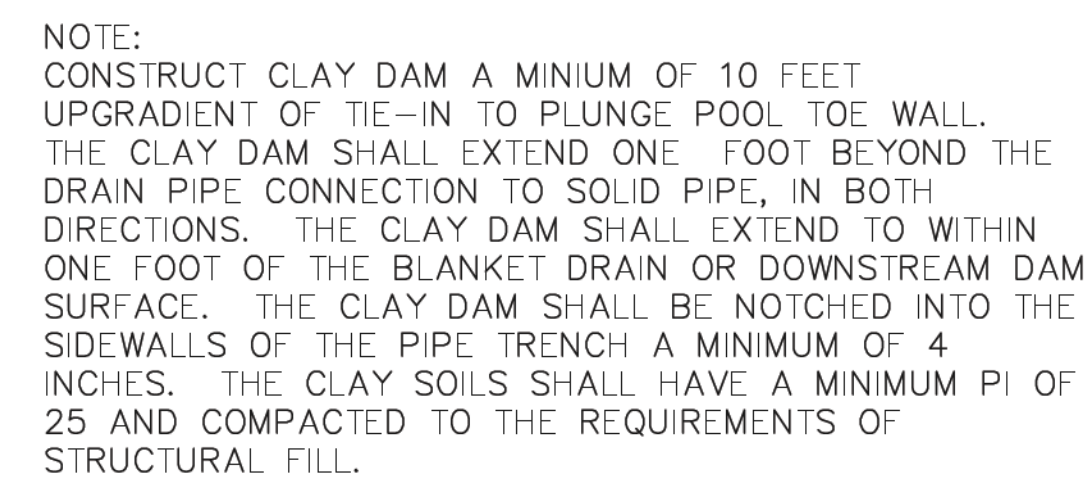 NOTE:
CONSTRUCT CLAY DAM A MINIUM OF 10 FEET
UPGRADIENT OF TIE-IN TO PLUNGE POOL TOE WALL.
THE CLAY DAM SHALL EXTEND ONE FOOT BEYOND THE
DRAIN PIPE CONNECTION TO SOLID PIPE, IN BOTH
DIRECTIONS. THE CLAY DAM SHALL EXTEND TO WITHIN
ONE FOOT OF THE BLANKET DRAIN OR DOWNSTREAM DAM
SURFACE. THE CLAY DAM SHALL BE NOTCHED INTO THE
SIDEWALLS OF THE PIPE TRENCH A MINIMUM OF 4
INCHES. THE CLAY SOILS SHALL HAVE A MINIMUM PI OF
25 AND COMPACTED TO THE REQUIREMENTS OF
STRUCTURAL FILL.